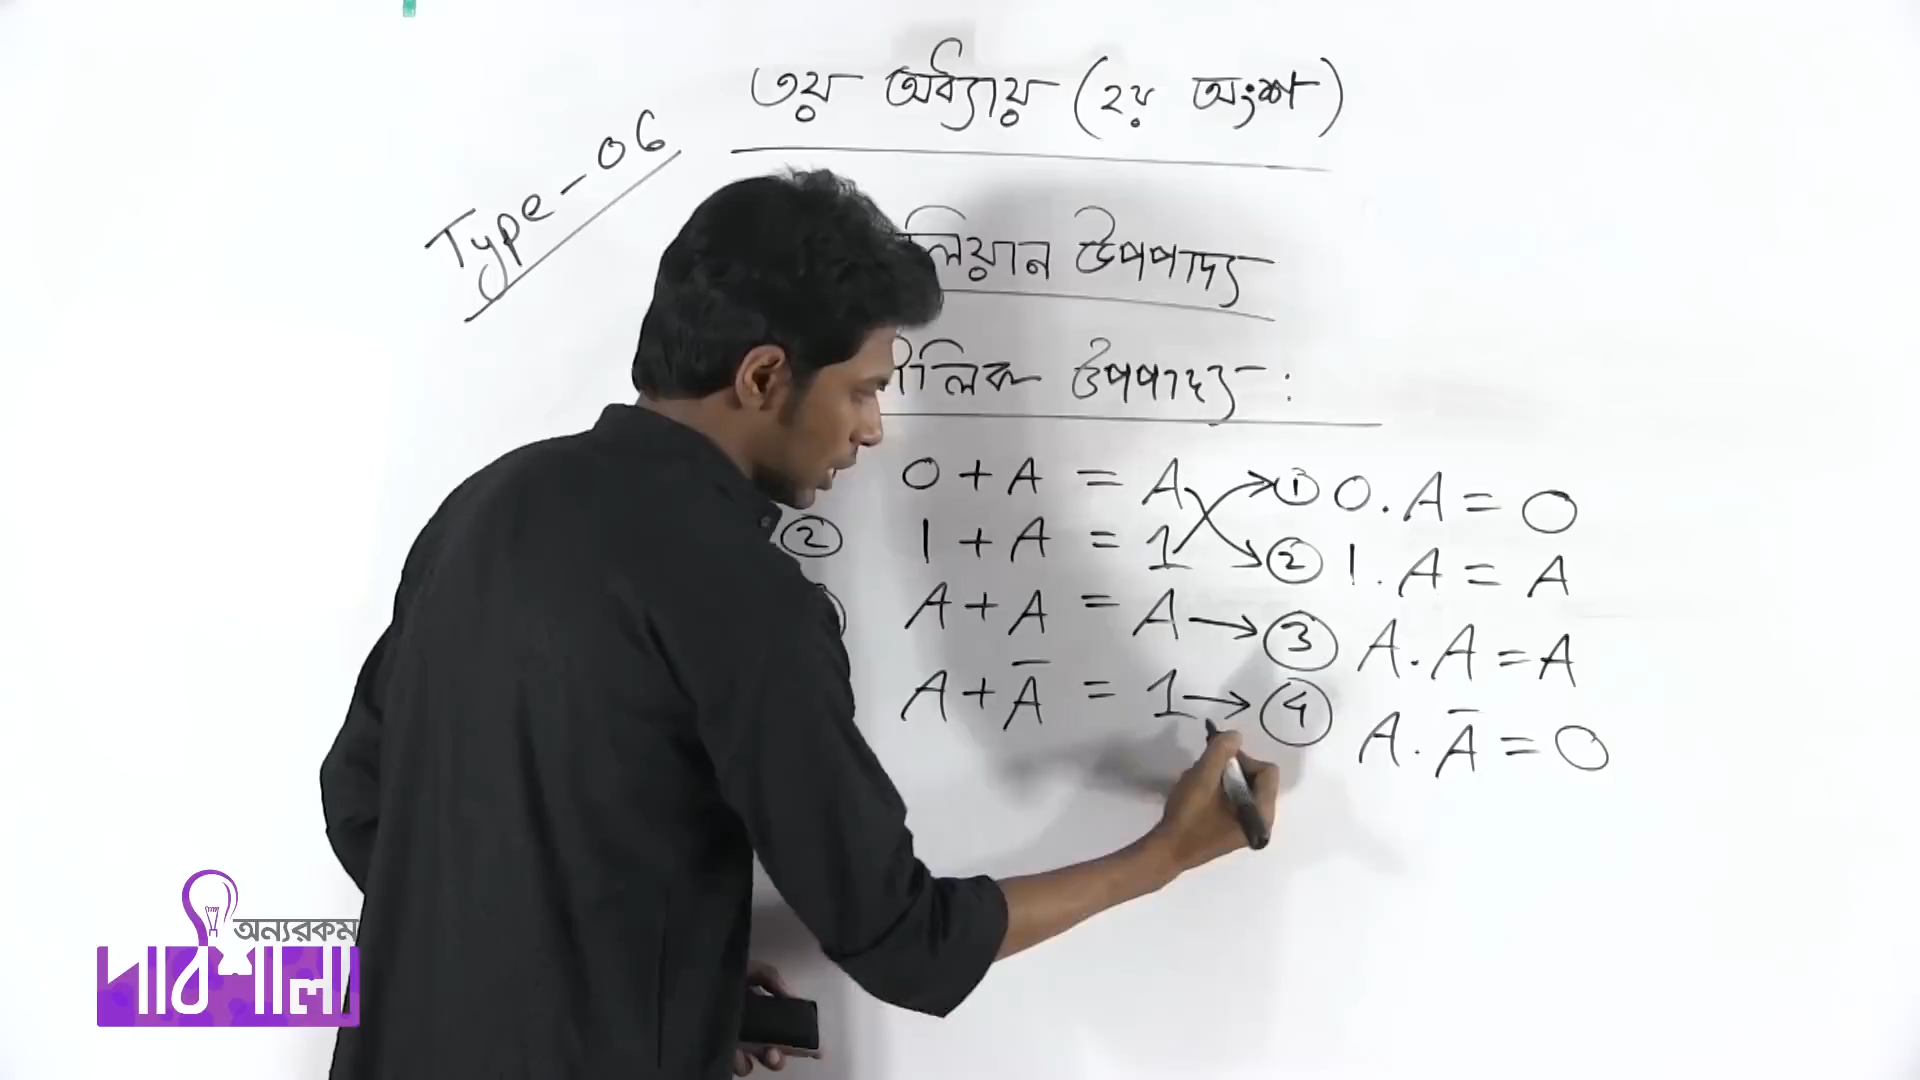 ৩য় অধ্যায় (২য় অংশ)
Type-06
লিয়ান উপপাদ্য
লিক উপপাদ্য :
0 + A = A
① 0 . A = 0
② 1 + A = 1
② 1 . A = A
A + A = A → ③ A . A = A
A + A̅ = 1 → ④ A . A̅ = 0
অন্যরকম
পাঠশালা